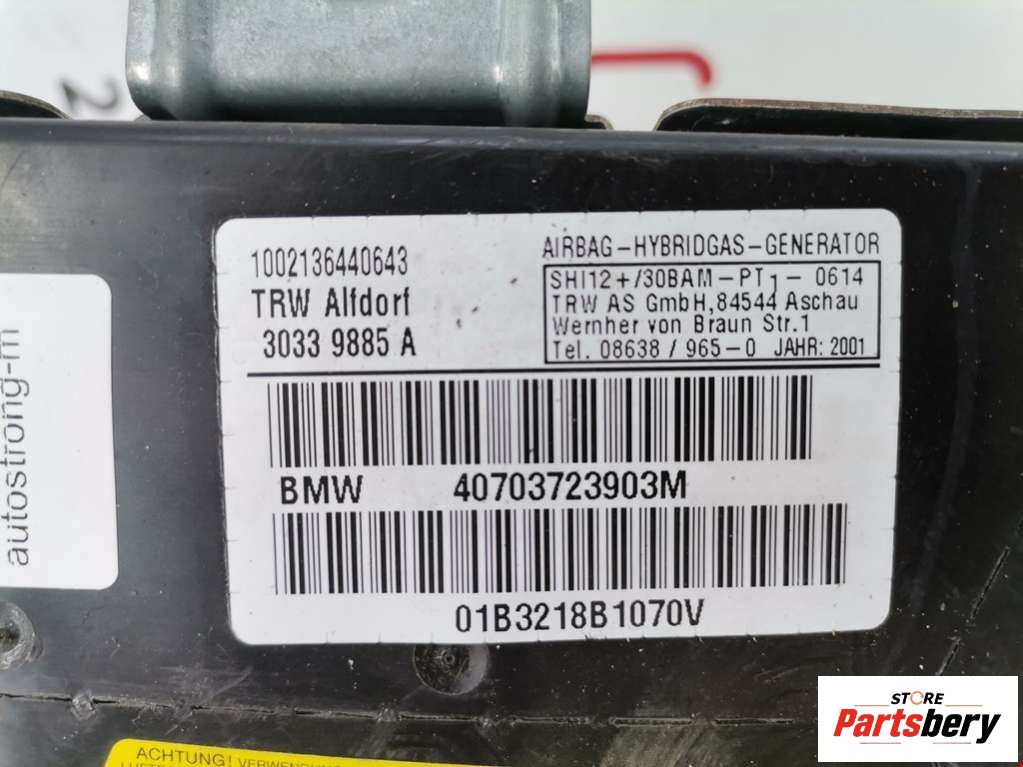 2
1002136440643
TRW Alfdorf
3033 9885 A
AIRBAG-HYBRIDGAS-GENERATOR
SHI12+/30BAM-PT1-0614
TRW AS GmbH,84544 Aschau
Wernher von Braun Str.1
Tel. 08638 / 965-0 JAHR: 2001
BMW 40703723903M
01B3218B1070V
autostrong-m
ACHTUNG!
STORE
Partsbery